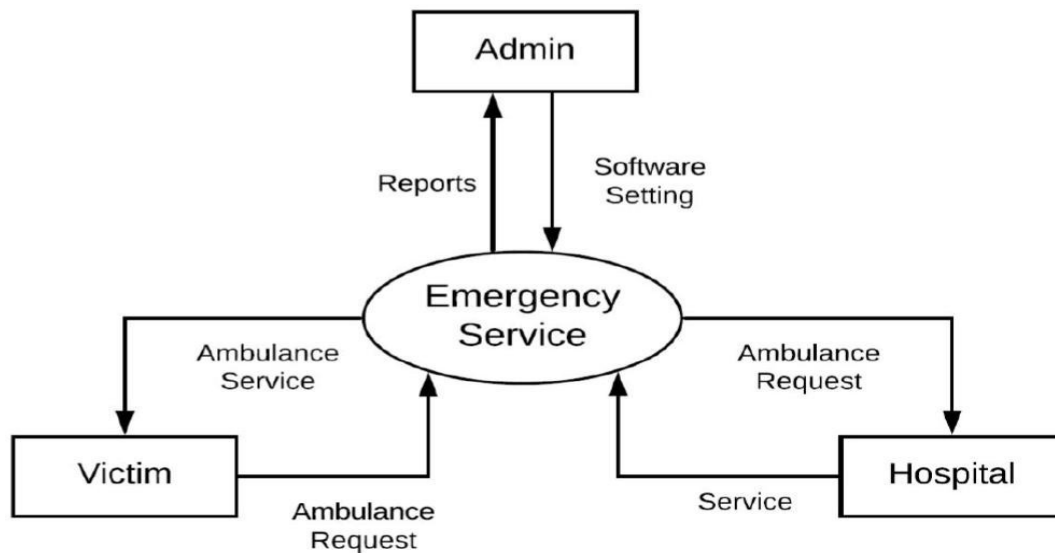 Admin
Reports
Software
Setting
Emergency
Service
Ambulance
Service
Ambulance
Request
Victim
Hospital
Ambulance
Request
Service